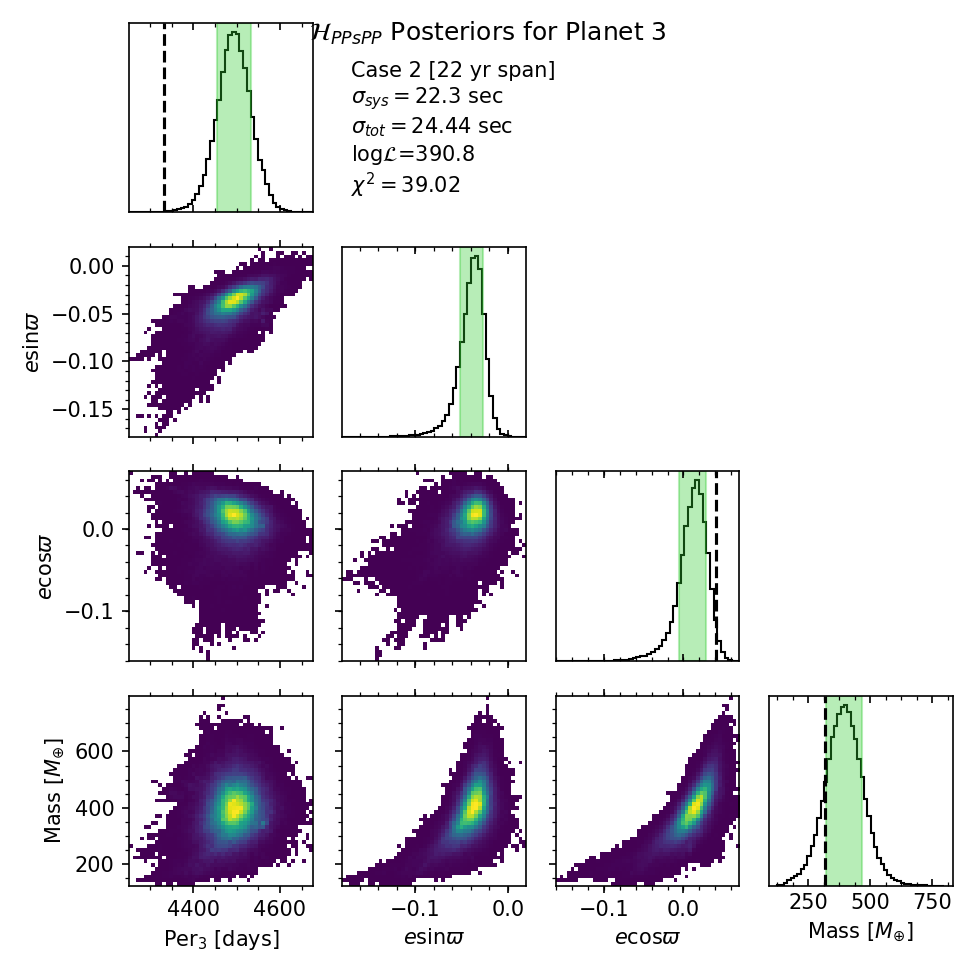 ℋ_{PPsPP} Posteriors for Planet 3
Case 2 [22 yr span]
σ_{sys} = 22.3 sec
σ_{tot} = 24.44 sec
logℒ=390.8
χ² = 39.02
0.00
−0.05
−0.10
−0.15
esinϖ
0.0
−0.1
ecosϖ
600
400
200
Mass [M_⊕]
4400 4600
Per₃ [days]
−0.1 0.0
esinϖ
−0.1 0.0
ecosϖ
250 500 750
Mass [M_⊕]